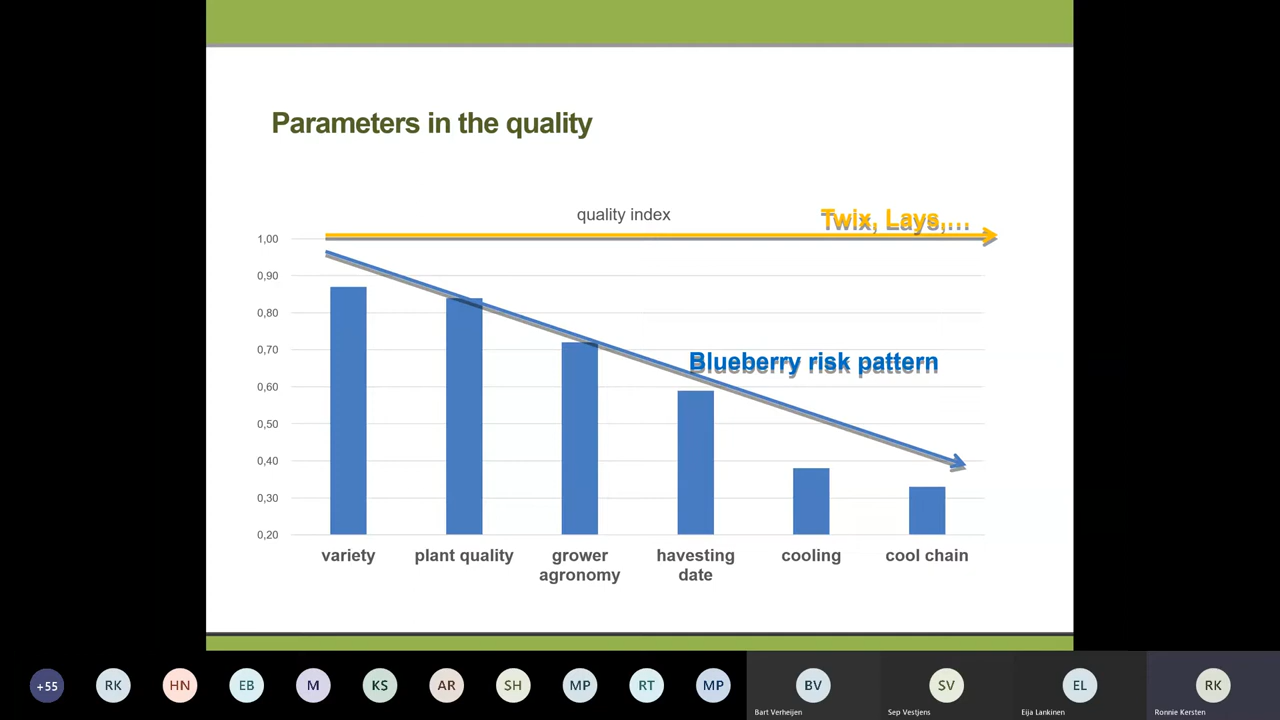 Parameters in the quality
quality index
Twix, Lays,...
1,00
0,90
0,80
0,70
Blueberry risk pattern
0,60
0,50
0,40
0,30
0,20
variety
plant quality
grower
agronomy
havesting
date
cooling
cool chain
+55
RK
HN
EB
M
KS
AR
SH
MP
RT
MP
BV
SV
EL
RK
Bart Verheijen
Sep Vestjens
Eija Lankinen
Ronnie Kersten